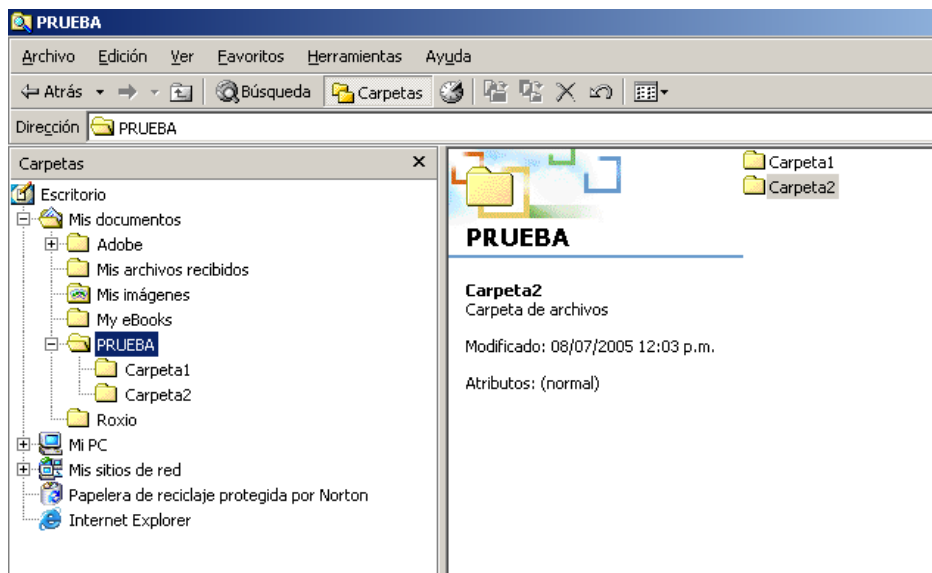 PRUEBA
Archivo Edición Ver Favoritos Herramientas Ayuda
Atrás Búsqueda Carpetas
Dirección PRUEBA
Carpetas
Escritorio
Mis documentos
Adobe
Mis archivos recibidos
Mis imágenes
My eBooks
PRUEBA
Carpeta1
Carpeta2
Roxio
Mi PC
Mis sitios de red
Papelera de reciclaje protegida por Norton
Internet Explorer
PRUEBA
Carpeta2
Carpeta de archivos
Modificado: 08/07/2005 12:03 p.m.
Atributos: (normal)
Carpeta1
Carpeta2